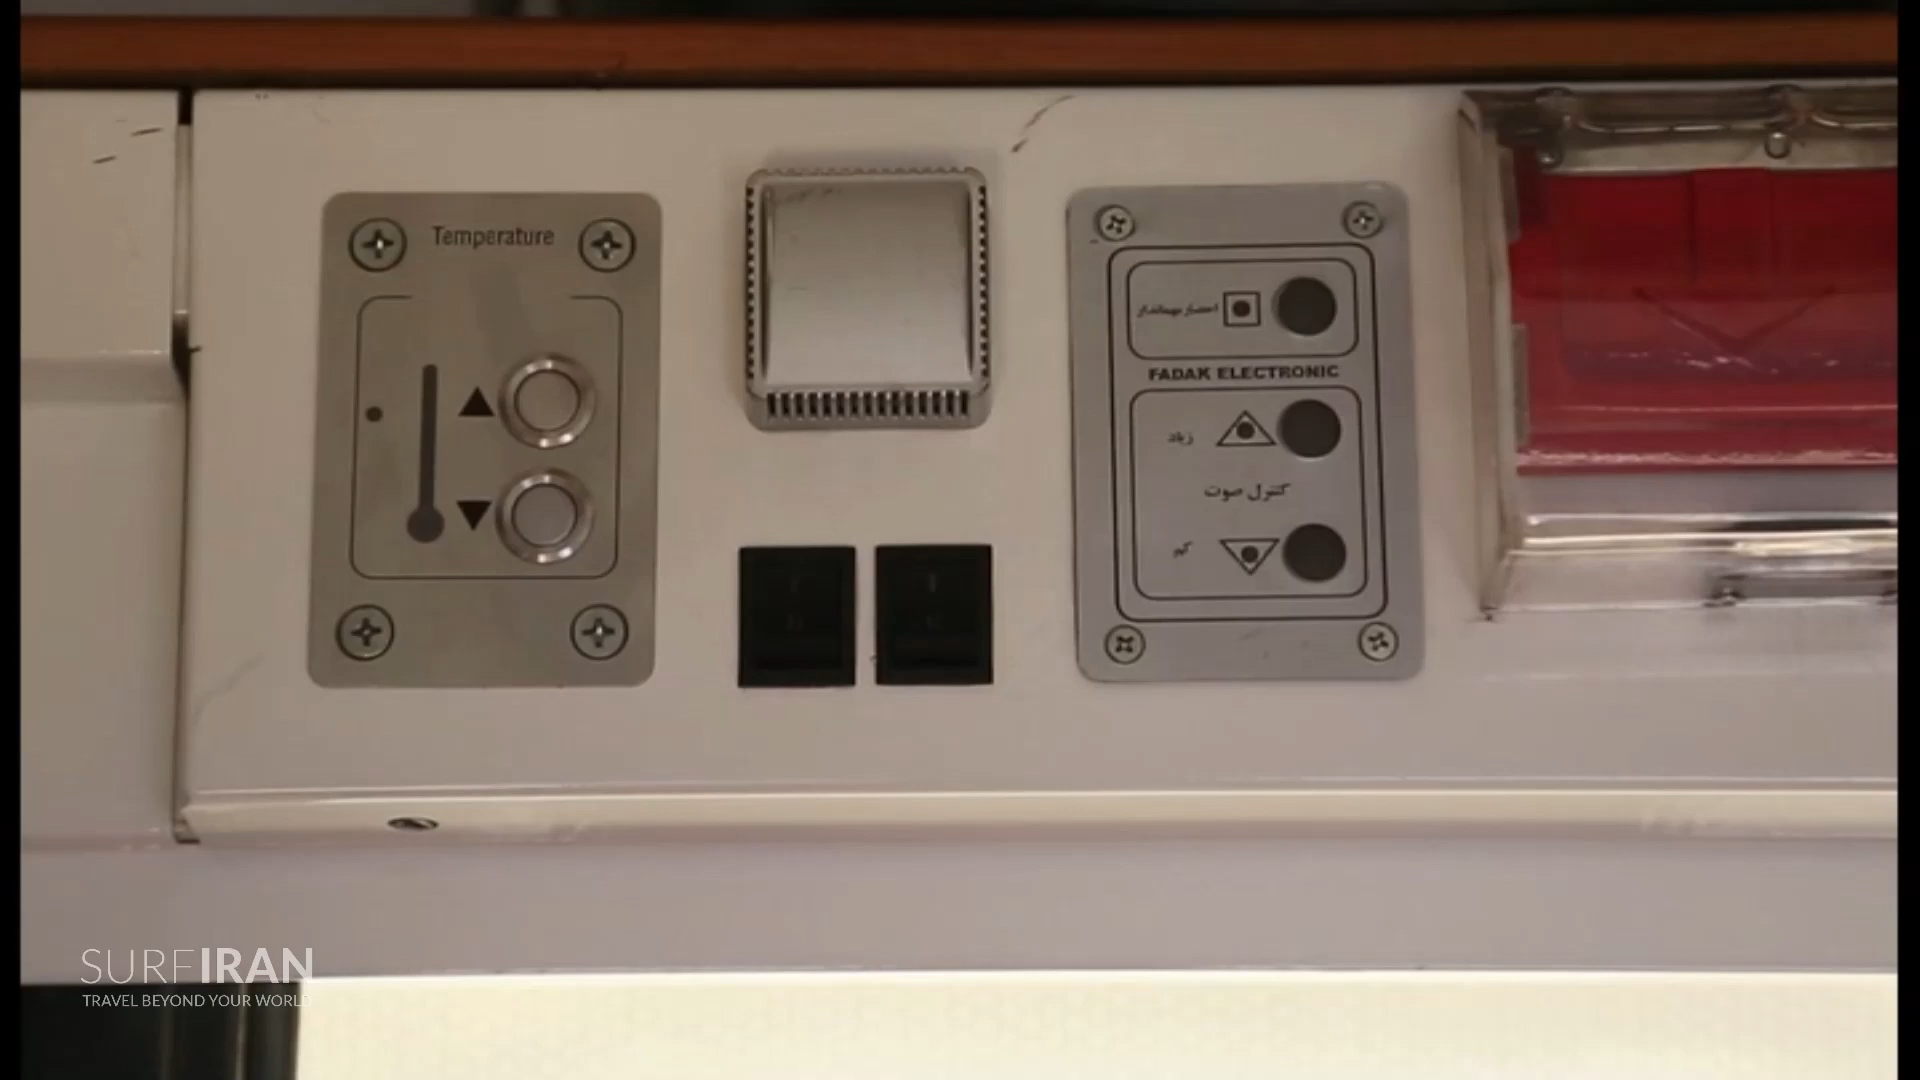 Temperature
احضار مهماندار
FADAK ELECTRONIC
زیاد
کنترل صوت
کم
SURFIRAN
TRAVEL BEYOND YOUR WORLD